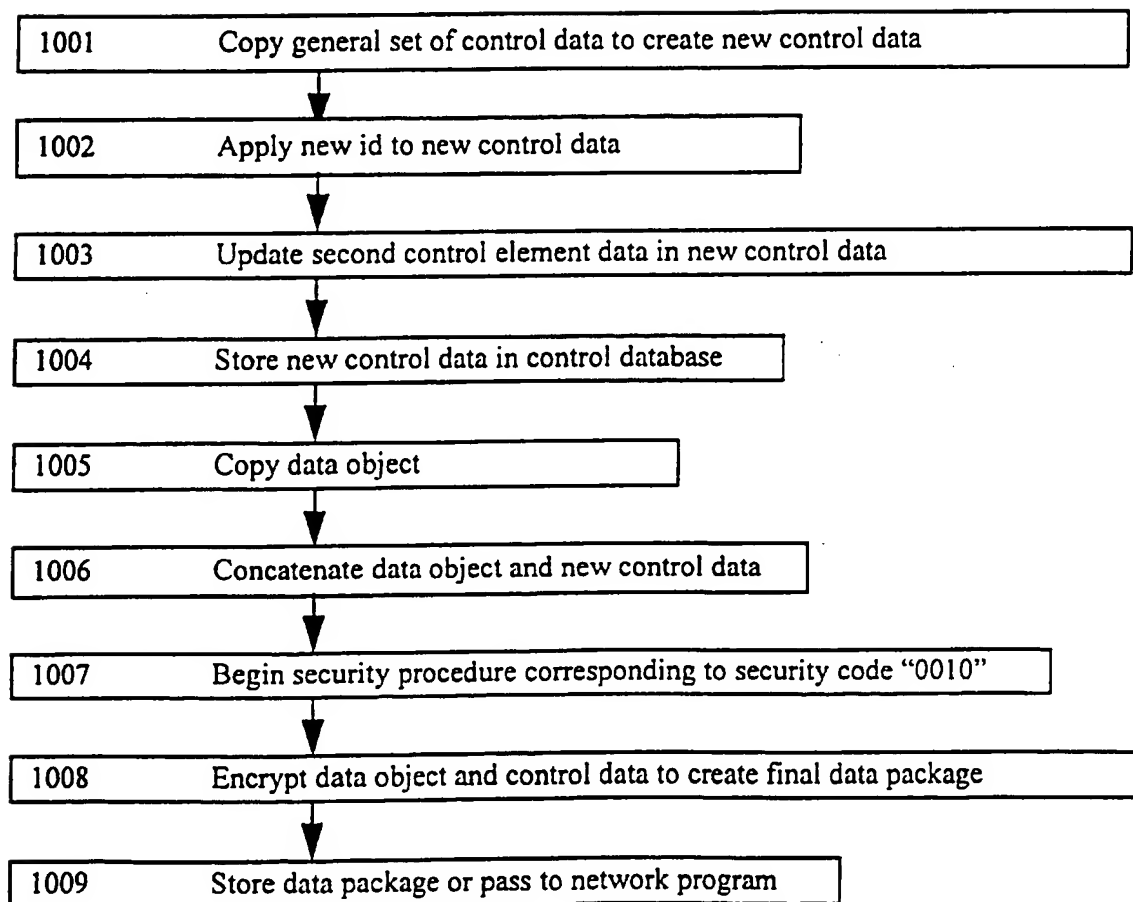 1001 Copy general set of control data to create new control data
1002 Apply new id to new control data
1003 Update second control element data in new control data
1004 Store new control data in control database
1005 Copy data object
1006 Concatenate data object and new control data
1007 Begin security procedure corresponding to security code “0010”
1008 Encrypt data object and control data to create final data package
1009 Store data package or pass to network program